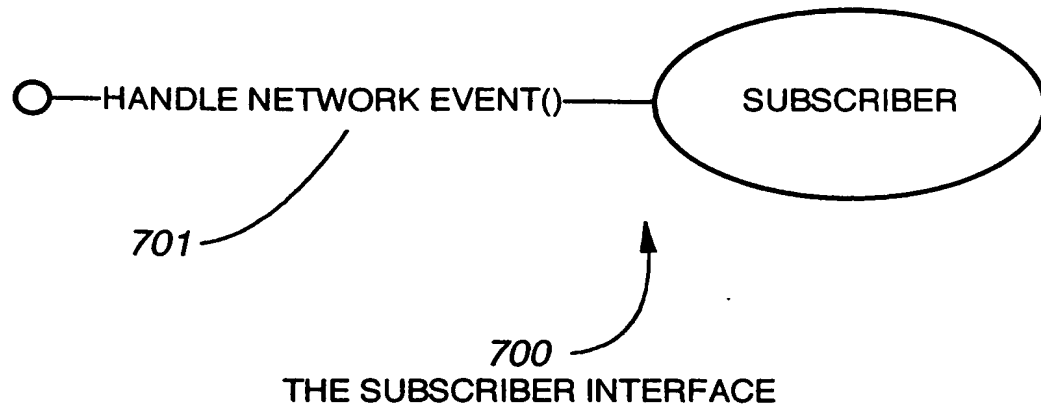 HANDLE NETWORK EVENT() SUBSCRIBER
701
700
THE SUBSCRIBER INTERFACE